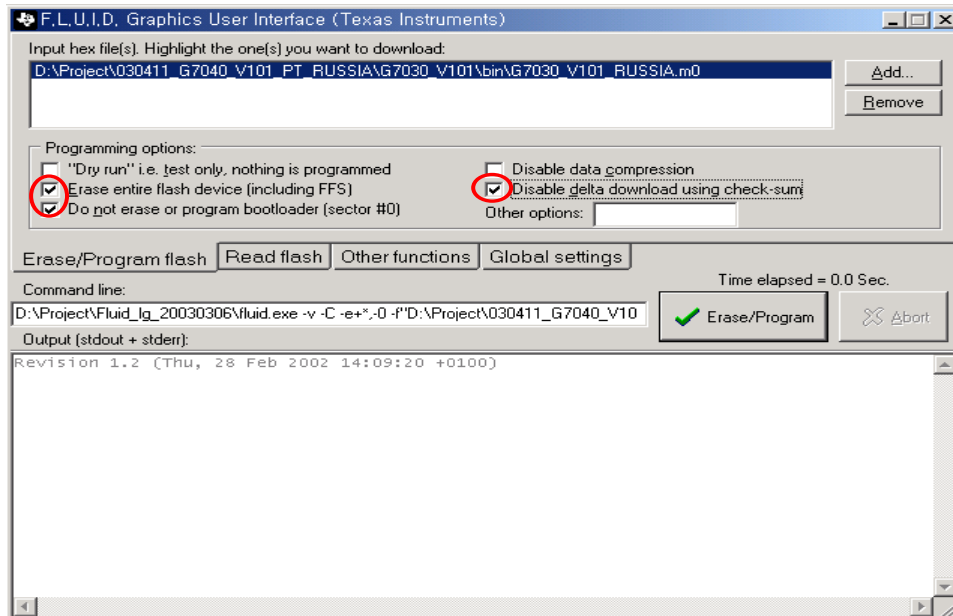 F,L,U,I,D, Graphics User Interface (Texas Instruments)
Input hex file(s). Highlight the one(s) you want to download:
D:\Project\030411_G7040_V101_PT_RUSSIA\G7030_V101\bin\G7030_V101_RUSSIA.m0
Add...
Remove
Programming options:
"Dry run" i.e. test only, nothing is programmed
Disable data compression
Erase entire flash device (including FFS)
Disable delta download using check-sum
Do not erase or program bootloader (sector #0)
Other options:
Erase/Program flash
Read flash
Other functions
Global settings
Time elapsed = 0.0 Sec.
Command line:
D:\Project\Fluid_lg_20030306\fluid.exe -v -C -e+*,-0 -f"D:\Project\030411_G7040_V10
Erase/Program
Abort
Output (stdout + stderr):
Revision 1.2 (Thu, 28 Feb 2002 14:09:20 +0100)